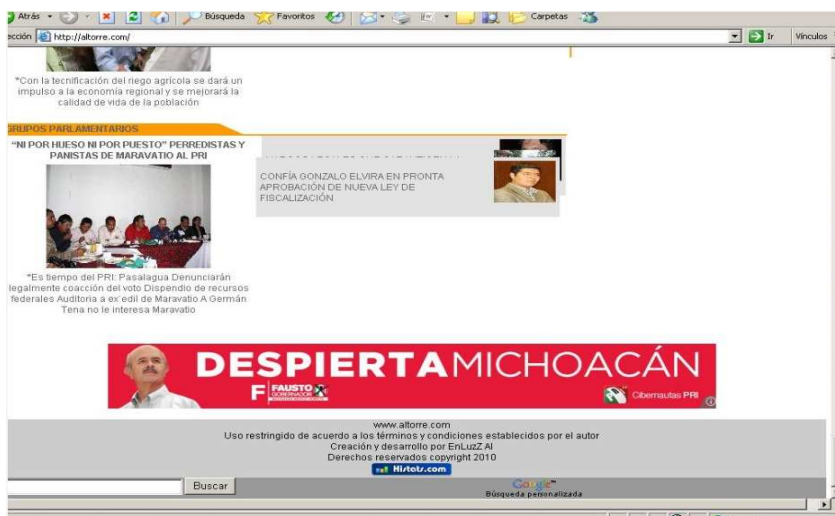 Atrás
Búsqueda
Favoritos
Carpetas
ección
http://altorre.com/
Ir
Vínculos
*Con la tecnificación del riego agrícola se dará un
impulso a la economía regional y se mejorará la
calidad de vida de la población
GRUPOS PARLAMENTARIOS
“NI POR HUESO NI POR PUESTO” PERREDISTAS Y
PANISTAS DE MARAVATIO AL PRI
CONFÍA GONZALO ELVIRA EN PRONTA
APROBACIÓN DE NUEVA LEY DE
FISCALIZACIÓN
*Es tiempo del PRI: Pasalagua Denunciarán
legalmente coacción del voto Dispendio de recursos
federales Auditoria a ex´edil de Maravatio A Germán
Tena no le interesa Maravatio
DESPIERTAMICHOACÁN
F FAUSTO
GOBERNADOR
Cibernautas PRI
www.altorre.com
Uso restringido de acuerdo a los términos y condiciones establecidos por el autor
Creación y desarrollo por EnLuzZ Al
Derechos reservados copyright 2010
Histats.com
Buscar
Google™
Búsqueda personalizada